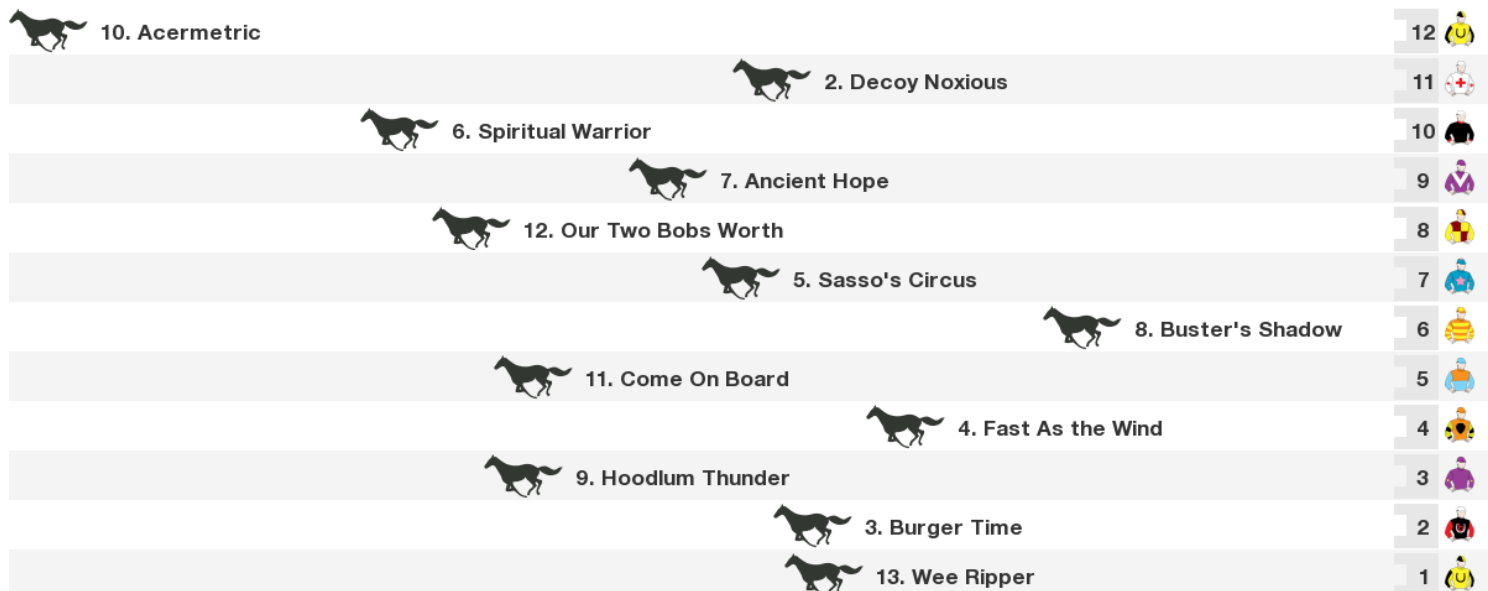 10. Acermetric 12
2. Decoy Noxious 11
6. Spiritual Warrior 10
7. Ancient Hope 9
12. Our Two Bobs Worth 8
5. Sasso's Circus 7
8. Buster's Shadow 6
11. Come On Board 5
4. Fast As the Wind 4
9. Hoodlum Thunder 3
3. Burger Time 2
13. Wee Ripper 1